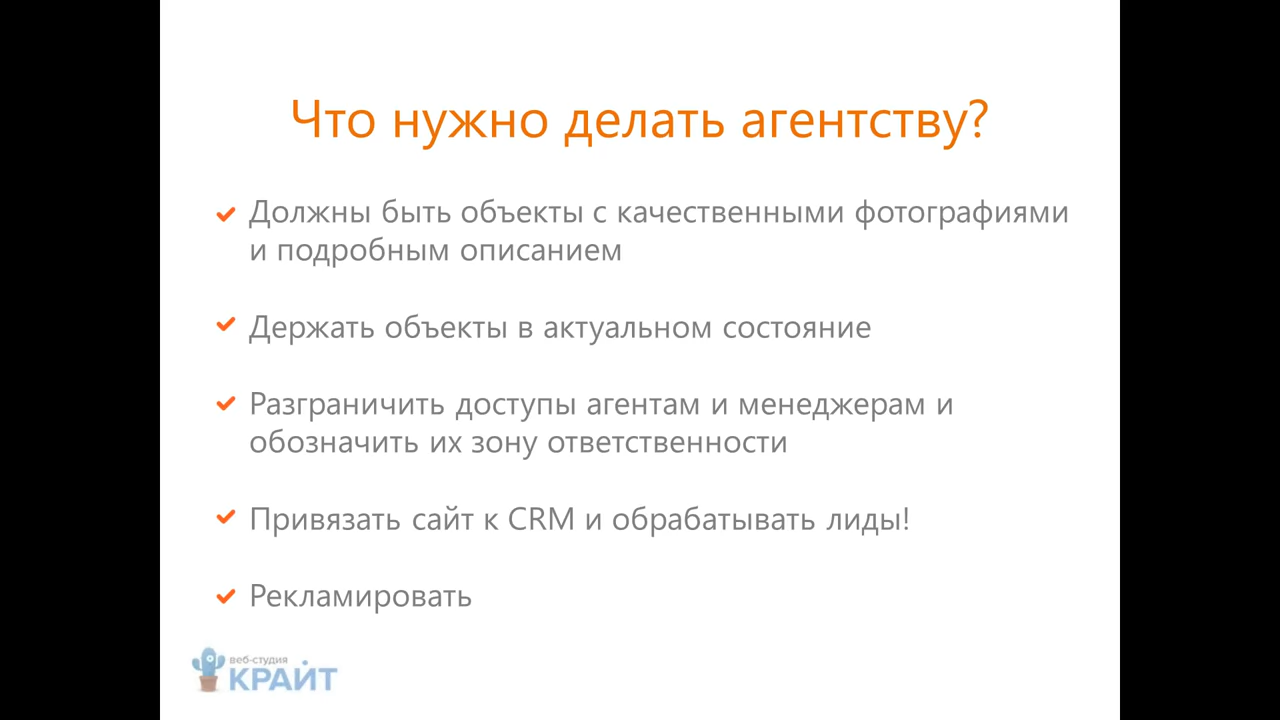 Что нужно делать агентству?
Должны быть объекты с качественными фотографиями
и подробным описанием
Держать объекты в актуальном состояние
Разграничить доступы агентам и менеджерам и
обозначить их зону ответственности
Привязать сайт к CRM и обрабатывать лиды!
Рекламировать
веб-студия
КРАЙТ